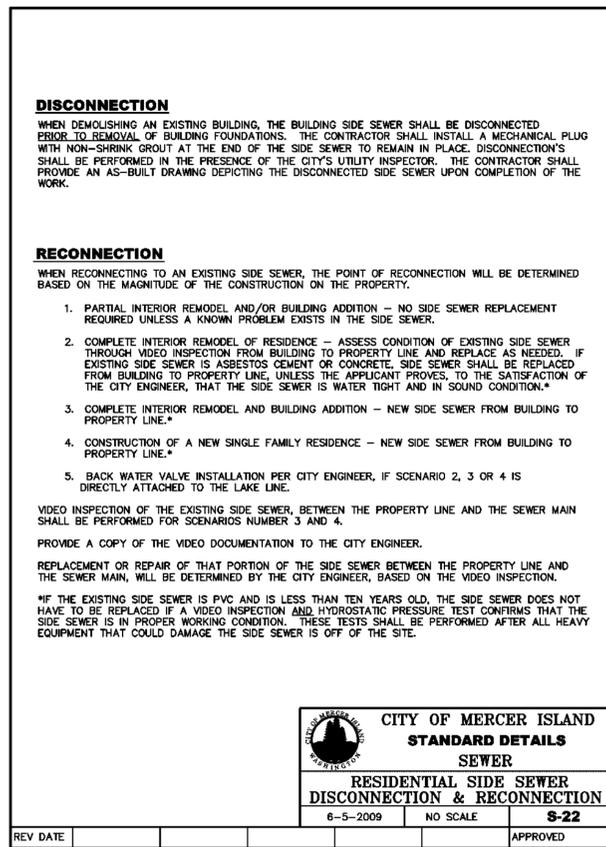 DISCONNECTION
WHEN DEMOLISHING AN EXISTING BUILDING, THE BUILDING SIDE SEWER SHALL BE DISCONNECTED
PRIOR TO REMOVAL OF BUILDING FOUNDATIONS. THE CONTRACTOR SHALL INSTALL A MECHANICAL PLUG
WITH NON-SHRINK GROUT AT THE END OF THE SIDE SEWER TO REMAIN IN PLACE. DISCONNECTION'S
SHALL BE PERFORMED IN THE PRESENCE OF THE CITY'S UTILITY INSPECTOR. THE CONTRACTOR SHALL
PROVIDE AN AS-BUILT DRAWING DEPICTING THE DISCONNECTED SIDE SEWER UPON COMPLETION OF THE
WORK.
RECONNECTION
WHEN RECONNECTING TO AN EXISTING SIDE SEWER, THE POINT OF RECONNECTION WILL BE DETERMINED
BASED ON THE MAGNITUDE OF THE CONSTRUCTION ON THE PROPERTY.
1. PARTIAL INTERIOR REMODEL AND/OR BUILDING ADDITION – NO SIDE SEWER REPLACEMENT
REQUIRED UNLESS A KNOWN PROBLEM EXISTS IN THE SIDE SEWER.
2. COMPLETE INTERIOR REMODEL OF RESIDENCE – ASSESS CONDITION OF EXISTING SIDE SEWER
THROUGH VIDEO INSPECTION FROM BUILDING TO PROPERTY LINE AND REPLACE AS NEEDED. IF
EXISTING SIDE SEWER IS ASBESTOS CEMENT OR CONCRETE, SIDE SEWER SHALL BE REPLACED
FROM BUILDING TO PROPERTY LINE, UNLESS THE APPLICANT PROVES, TO THE SATISFACTION OF
THE CITY ENGINEER, THAT THE SIDE SEWER IS WATER TIGHT AND IN SOUND CONDITION.*
3. COMPLETE INTERIOR REMODEL AND BUILDING ADDITION – NEW SIDE SEWER FROM BUILDING TO
PROPERTY LINE.*
4. CONSTRUCTION OF A NEW SINGLE FAMILY RESIDENCE – NEW SIDE SEWER FROM BUILDING TO
PROPERTY LINE.*
5. BACK WATER VALVE INSTALLATION PER CITY ENGINEER, IF SCENARIO 2, 3 OR 4 IS
DIRECTLY ATTACHED TO THE LAKE LINE.
VIDEO INSPECTION OF THE EXISTING SIDE SEWER, BETWEEN THE PROPERTY LINE AND THE SEWER MAIN
SHALL BE PERFORMED FOR SCENARIOS NUMBER 3 AND 4.
PROVIDE A COPY OF THE VIDEO DOCUMENTATION TO THE CITY ENGINEER.
REPLACEMENT OR REPAIR OF THAT PORTION OF THE SIDE SEWER BETWEEN THE PROPERTY LINE AND
THE SEWER MAIN, WILL BE DETERMINED BY THE CITY ENGINEER, BASED ON THE VIDEO INSPECTION.
*IF THE EXISTING SIDE SEWER IS PVC AND IS LESS THAN TEN YEARS OLD, THE SIDE SEWER DOES NOT
HAVE TO BE REPLACED IF A VIDEO INSPECTION AND HYDROSTATIC PRESSURE TEST CONFIRMS THAT THE
SIDE SEWER IS IN PROPER WORKING CONDITION. THESE TESTS SHALL BE PERFORMED AFTER ALL HEAVY
EQUIPMENT THAT COULD DAMAGE THE SIDE SEWER IS OFF OF THE SITE.
CITY OF MERCER ISLAND
WASHINGTON
CITY OF MERCER ISLAND
STANDARD DETAILS
SEWER
RESIDENTIAL SIDE SEWER
DISCONNECTION & RECONNECTION
6-5-2009 NO SCALE S-22
REV DATE APPROVED